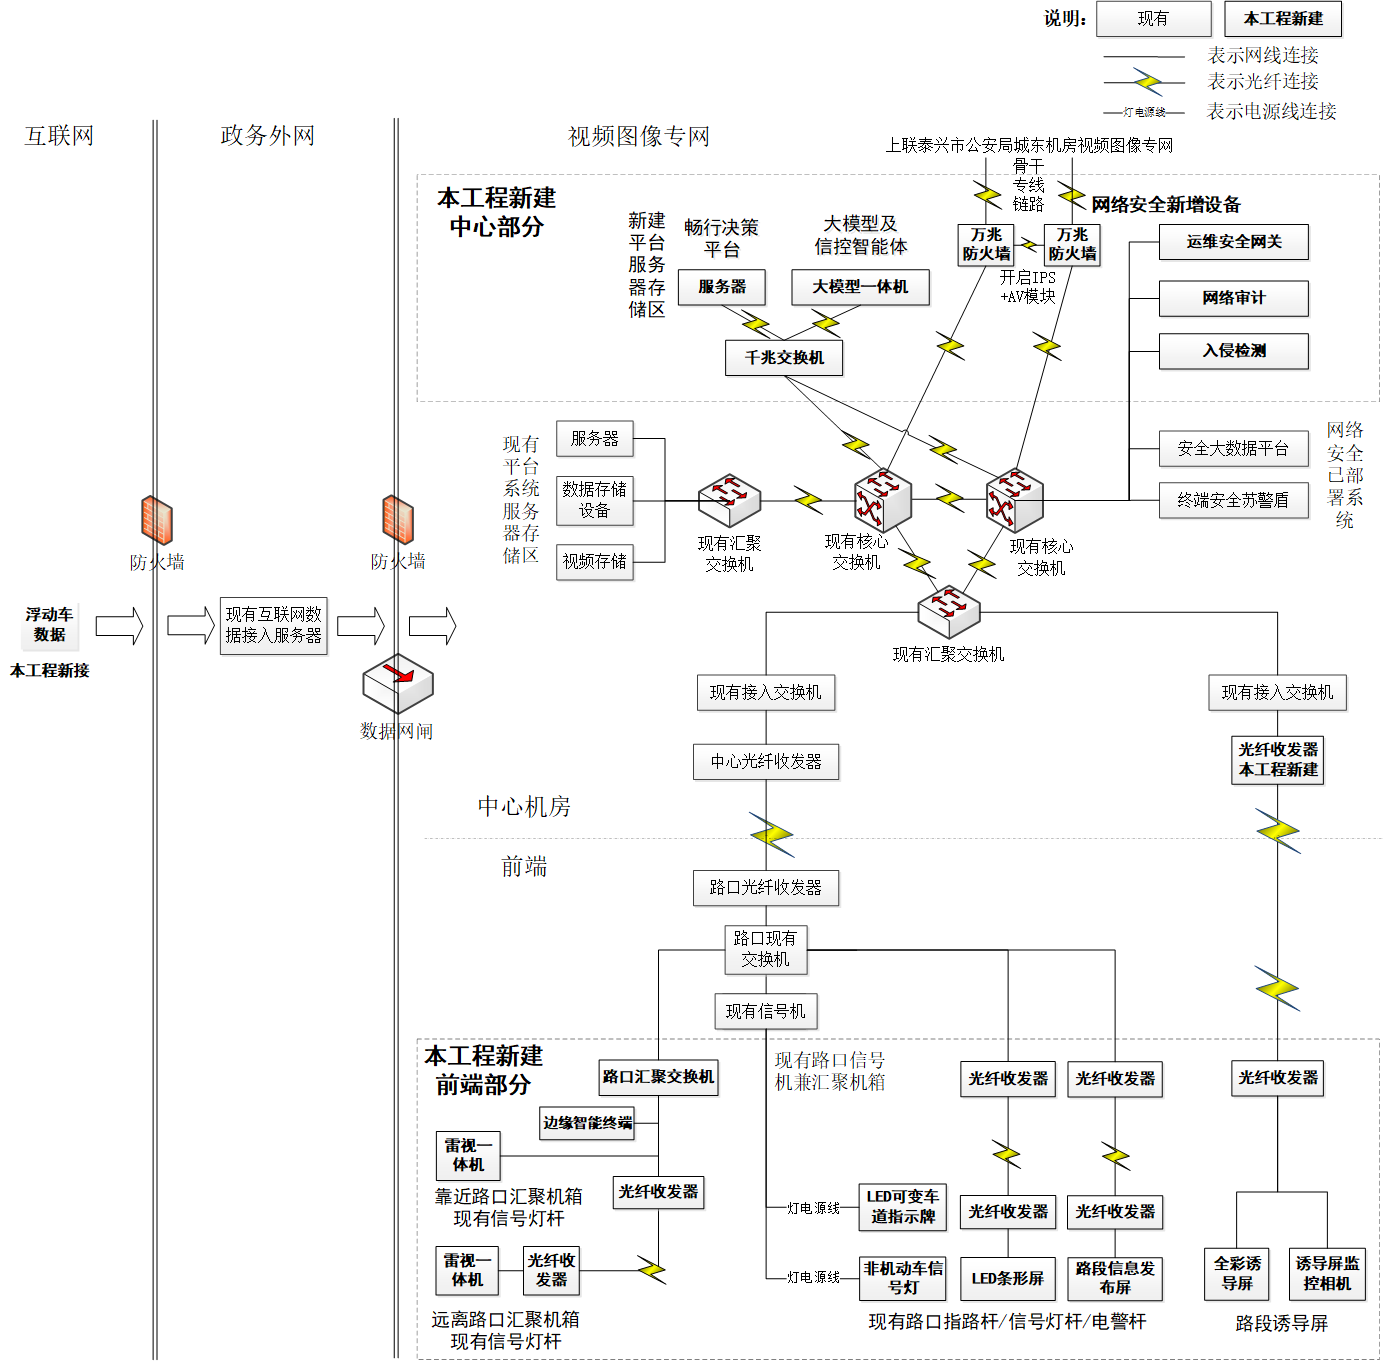 说明：
现有
本工程新建
表示网线连接
表示光纤连接
灯电源线
表示电源线连接
互联网
政务外网
视频图像专网
上联泰兴市公安局城东机房视频图像专网
骨干
专线
链路
本工程新建
中心部分
新建
平台
服务
器存
储区
畅行决策
平台
大模型及
信控智能体
网络安全新增设备
万兆
防火墙
万兆
防火墙
开启IPS
+AV模块
运维安全网关
网络审计
入侵检测
服务器
大模型一体机
千兆交换机
现有
平台
系统
服务
器存
储区
服务器
数据存储
设备
视频存储
现有汇聚
交换机
现有核心
交换机
现有核心
交换机
安全大数据平台
终端安全苏警盾
网络
安全
已部
署系
统
防火墙
防火墙
浮动车
数据
本工程新接
现有互联网数
据接入服务器
数据网闸
现有汇聚交换机
现有接入交换机
现有接入交换机
中心光纤收发器
光纤收发器
本工程新建
中心机房
前端
路口光纤收发器
路口现有
交换机
现有信号机
本工程新建
前端部分
现有路口信号
机兼汇聚机箱
路口汇聚交换机
边缘智能终端
雷视一
体机
光纤收发器
靠近路口汇聚机箱
现有信号灯杆
雷视一
体机
光纤收
发器
远离路口汇聚机箱
现有信号灯杆
光纤收发器
光纤收发器
光纤收发器
灯电源线
LED可变车
道指示牌
光纤收发器
光纤收发器
灯电源线
非机动车信
号灯
LED条形屏
路段信息发
布屏
现有路口指路杆/信号灯杆/电警杆
全彩诱
导屏
诱导屏监
控相机
路段诱导屏